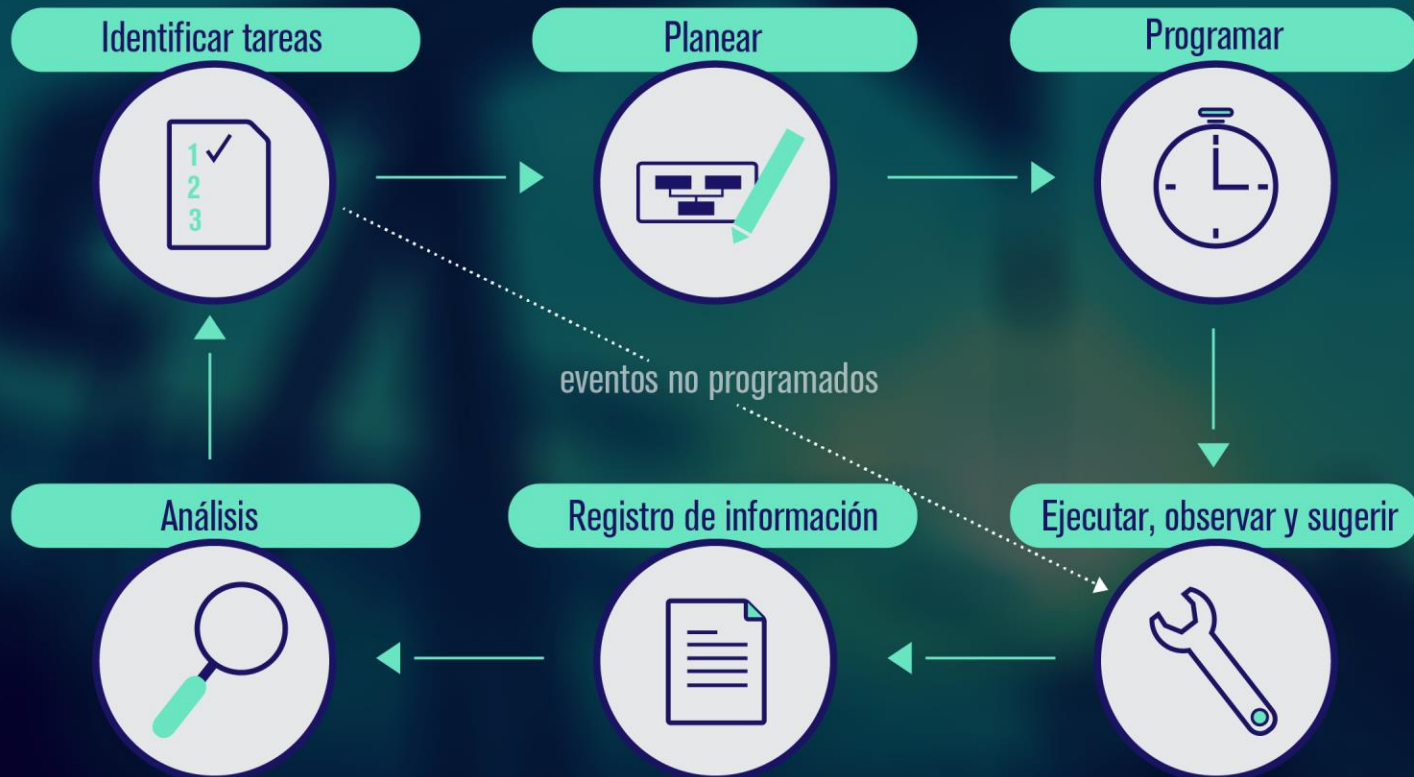 Identificar tareas
Planear
Programar
1
2
3
eventos no programados
Análisis
Registro de información
Ejecutar, observar y sugerir